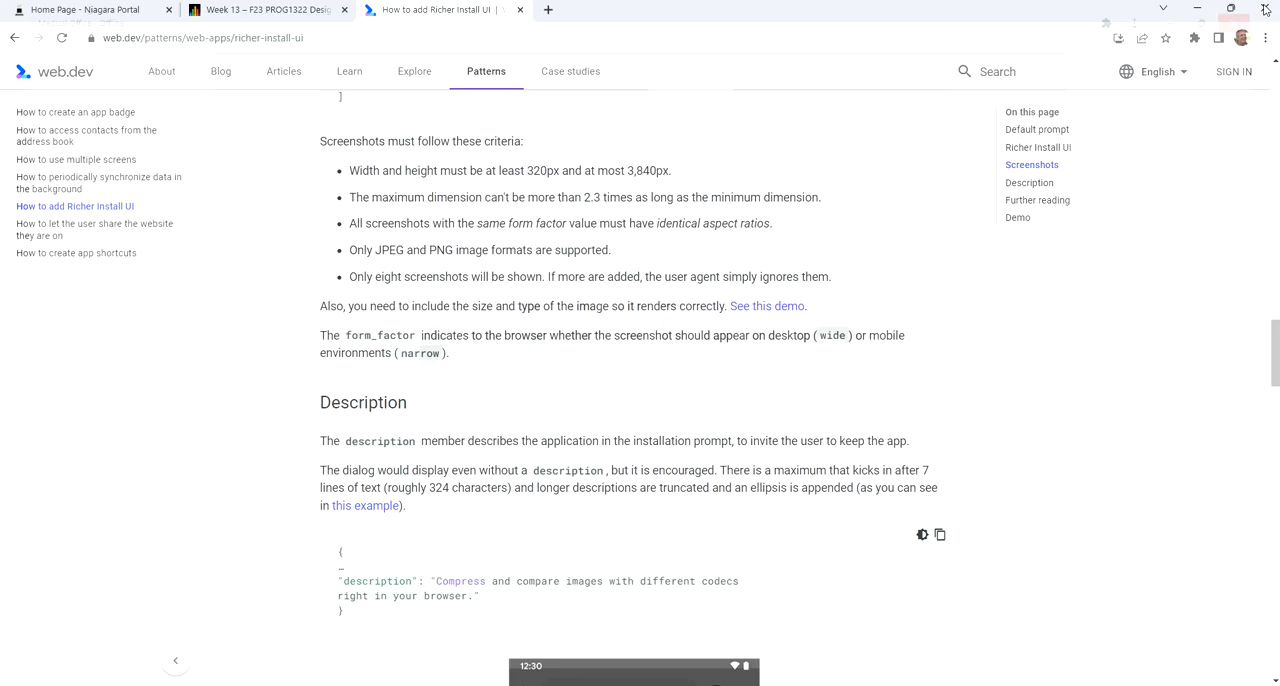 Home Page - Niagara Portal
Week 13 – F23 PROG1322 Desig
How to add Richer Install UI |
web.dev/patterns/web-apps/richer-install-ui
web.dev
About
Blog
Articles
Learn
Explore
Patterns
Case studies
Search
English
SIGN IN
How to create an app badge
How to access contacts from the
address book
How to use multiple screens
How to periodically synchronize data in
the background
How to add Richer Install UI
How to let the user share the website
they are on
How to create app shortcuts
]
Screenshots must follow these criteria:
• Width and height must be at least 320px and at most 3,840px.
• The maximum dimension can't be more than 2.3 times as long as the minimum dimension.
• All screenshots with the same form factor value must have identical aspect ratios.
• Only JPEG and PNG image formats are supported.
• Only eight screenshots will be shown. If more are added, the user agent simply ignores them.
Also, you need to include the size and type of the image so it renders correctly. See this demo.
The form_factor indicates to the browser whether the screenshot should appear on desktop ( wide ) or mobile
environments ( narrow ).
Description
The description member describes the application in the installation prompt, to invite the user to keep the app.
The dialog would display even without a description, but it is encouraged. There is a maximum that kicks in after 7
lines of text (roughly 324 characters) and longer descriptions are truncated and an ellipsis is appended (as you can see
in this example).
{
…
"description": "Compress and compare images with different codecs
right in your browser."
}
12:30
On this page
Default prompt
Richer Install UI
Screenshots
Description
Further reading
Demo